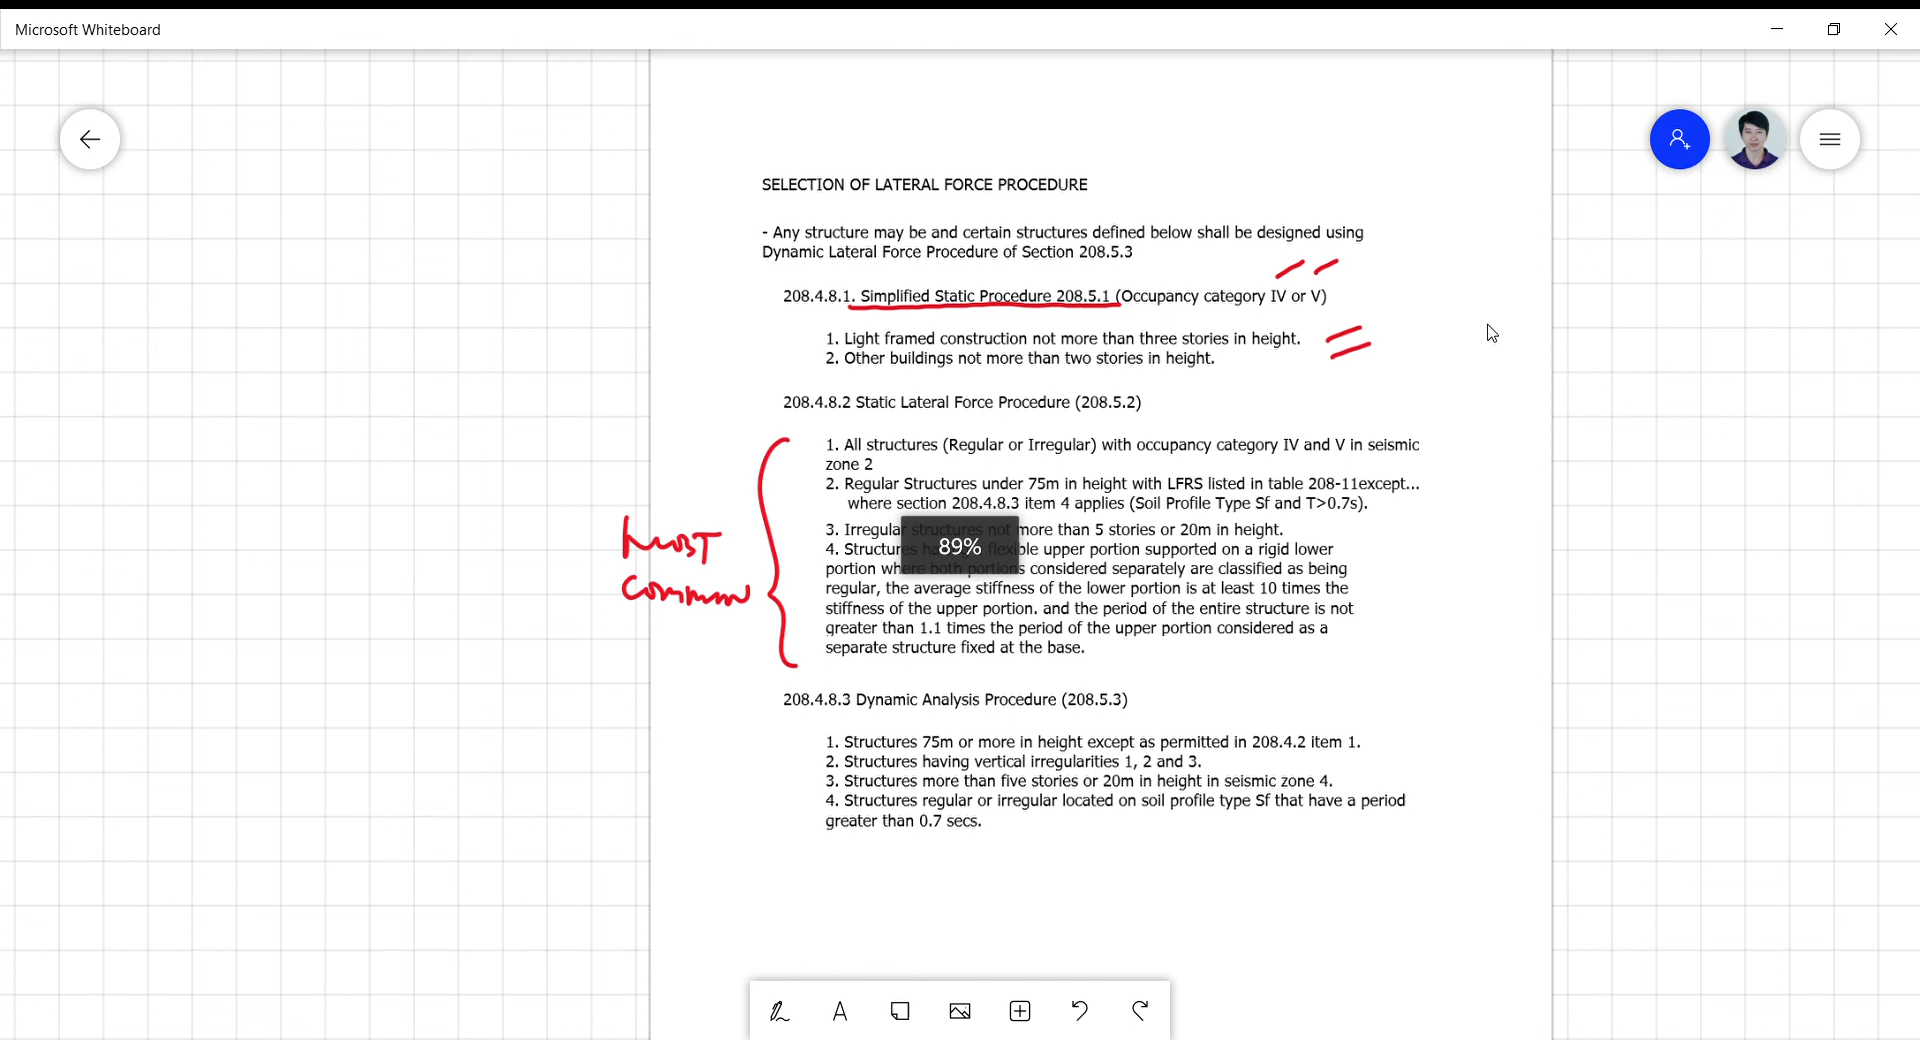 Microsoft Whiteboard
SELECTION OF LATERAL FORCE PROCEDURE
- Any structure may be and certain structures defined below shall be designed using
Dynamic Lateral Force Procedure of Section 208.5.3
208.4.8.1. Simplified Static Procedure 208.5.1 (Occupancy category IV or V)
1. Light framed construction not more than three stories in height.
2. Other buildings not more than two stories in height.
208.4.8.2 Static Lateral Force Procedure (208.5.2)
1. All structures (Regular or Irregular) with occupancy category IV and V in seismic
zone 2
2. Regular Structures under 75m in height with LFRS listed in table 208-11except...
where section 208.4.8.3 item 4 applies (Soil Profile Type Sf and T>0.7s).
3. Irregular structures not more than 5 stories or 20m in height.
4. Structures flexible upper portion supported on a rigid lower
portion where both portions considered separately are classified as being
regular, the average stiffness of the lower portion is at least 10 times the
stiffness of the upper portion. and the period of the entire structure is not
greater than 1.1 times the period of the upper portion considered as a
separate structure fixed at the base.
89%
MOST
COMMON
208.4.8.3 Dynamic Analysis Procedure (208.5.3)
1. Structures 75m or more in height except as permitted in 208.4.2 item 1.
2. Structures having vertical irregularities 1, 2 and 3.
3. Structures more than five stories or 20m in height in seismic zone 4.
4. Structures regular or irregular located on soil profile type Sf that have a period
greater than 0.7 secs.